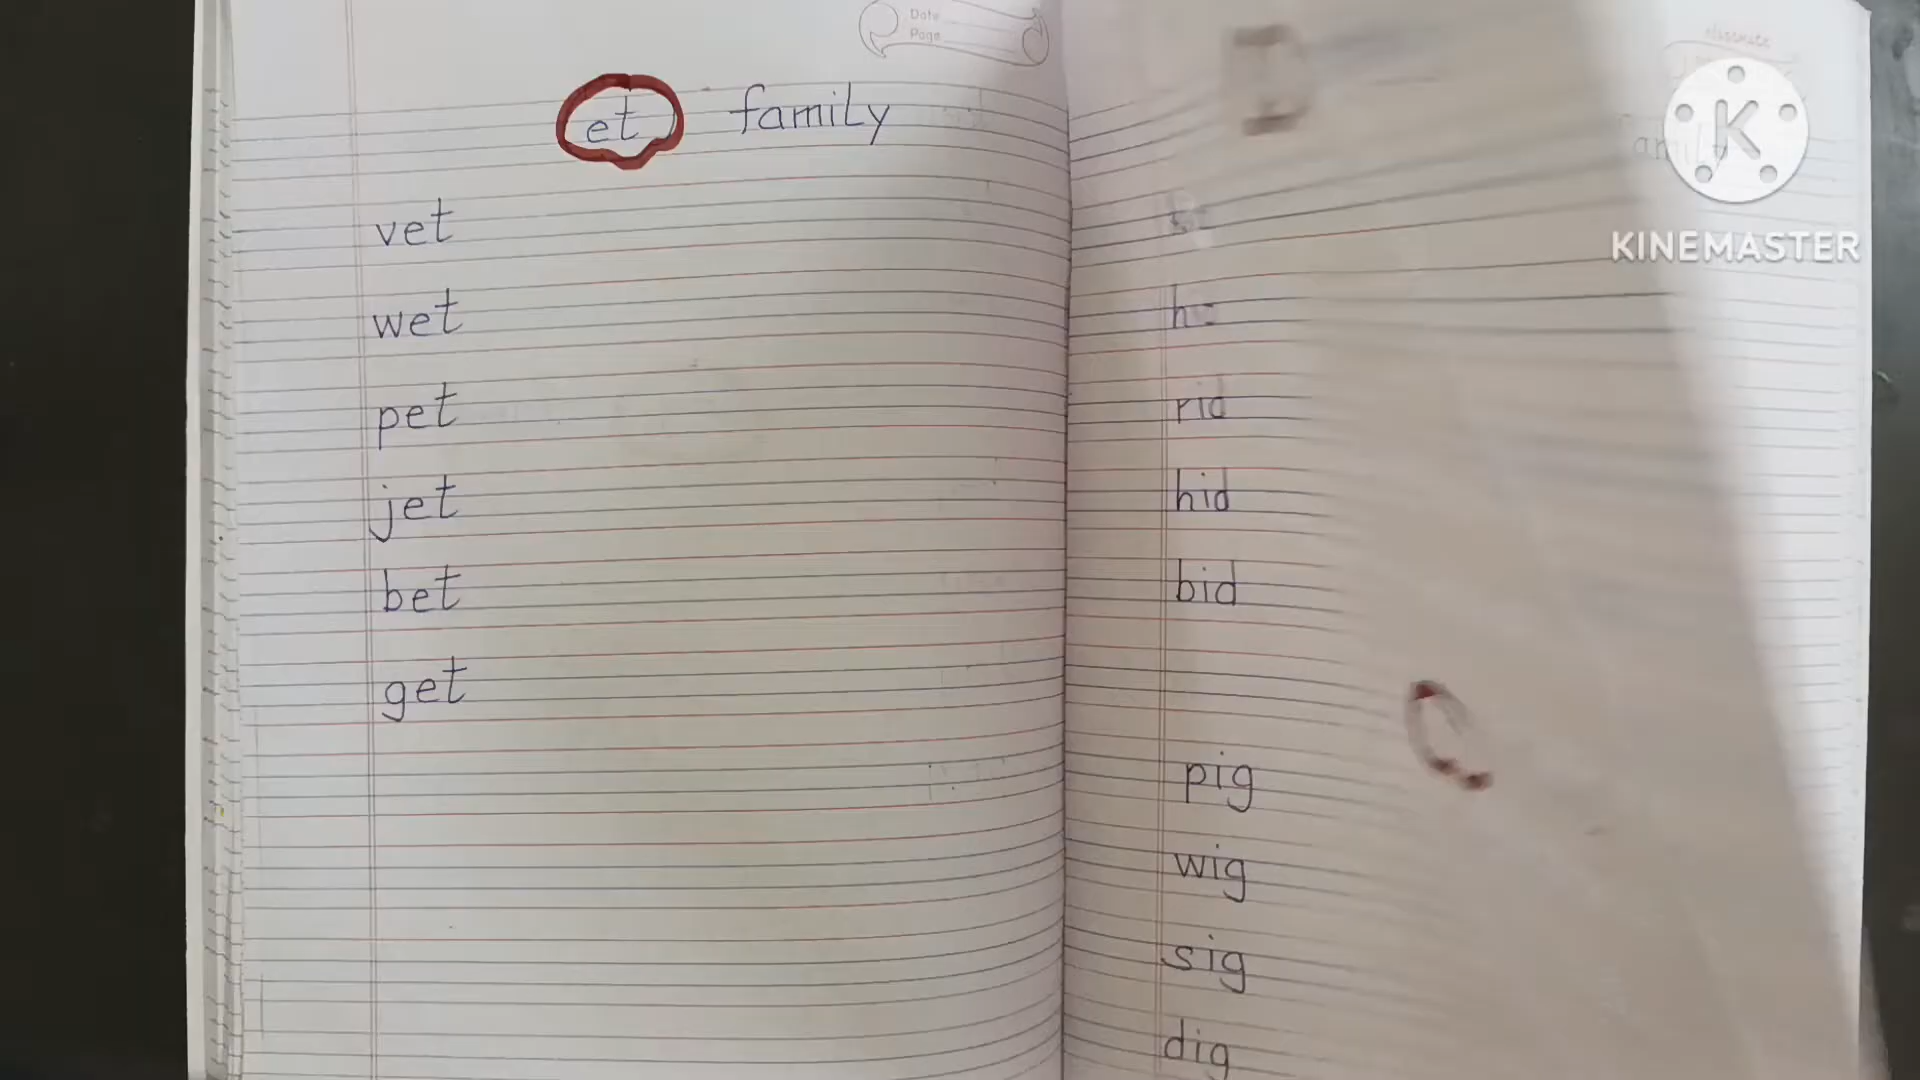 Date
Page
et family
vet
wet
pet
jet
bet
get
I
rid
hid
bid
pig
wig
sig
dig
KINEMASTER